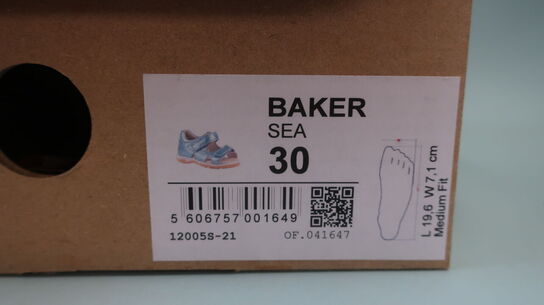 BAKER
SEA
30
5 606757 001649
12005S-21
OF.041647
L 19,6 W 7,1 cm
Medium Fit